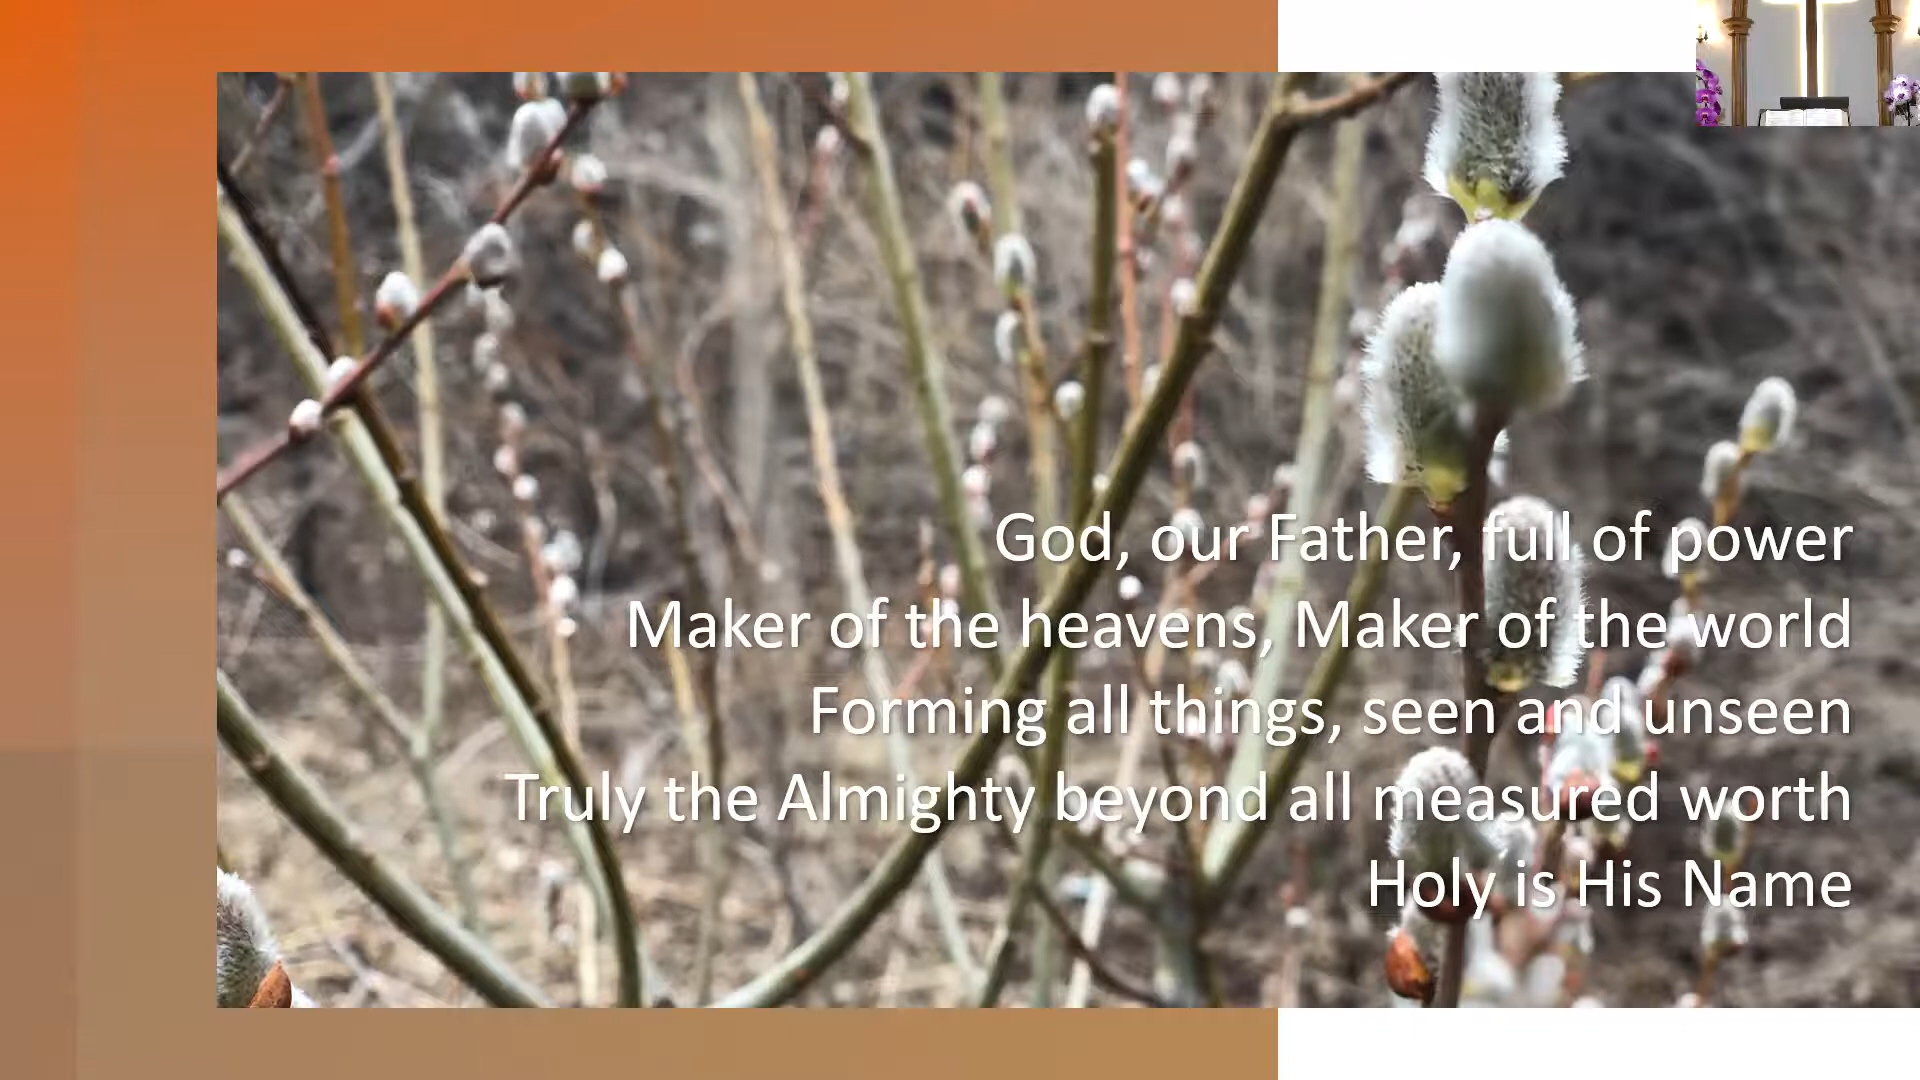 God, our Father, full of power
Maker of the heavens, Maker of the world
Forming all things, seen and unseen
Truly the Almighty beyond all measured worth
Holy is His Name